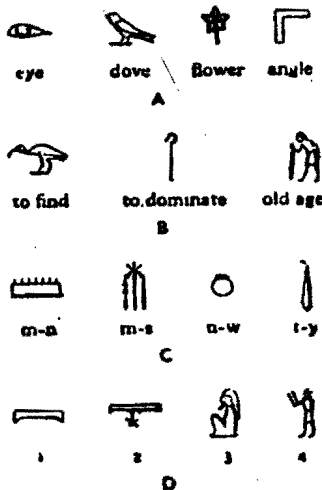 eye dove flower angle
A
to find to dominate old age
B
m-n m-s n-w t-y
C
1 2 3 4
D